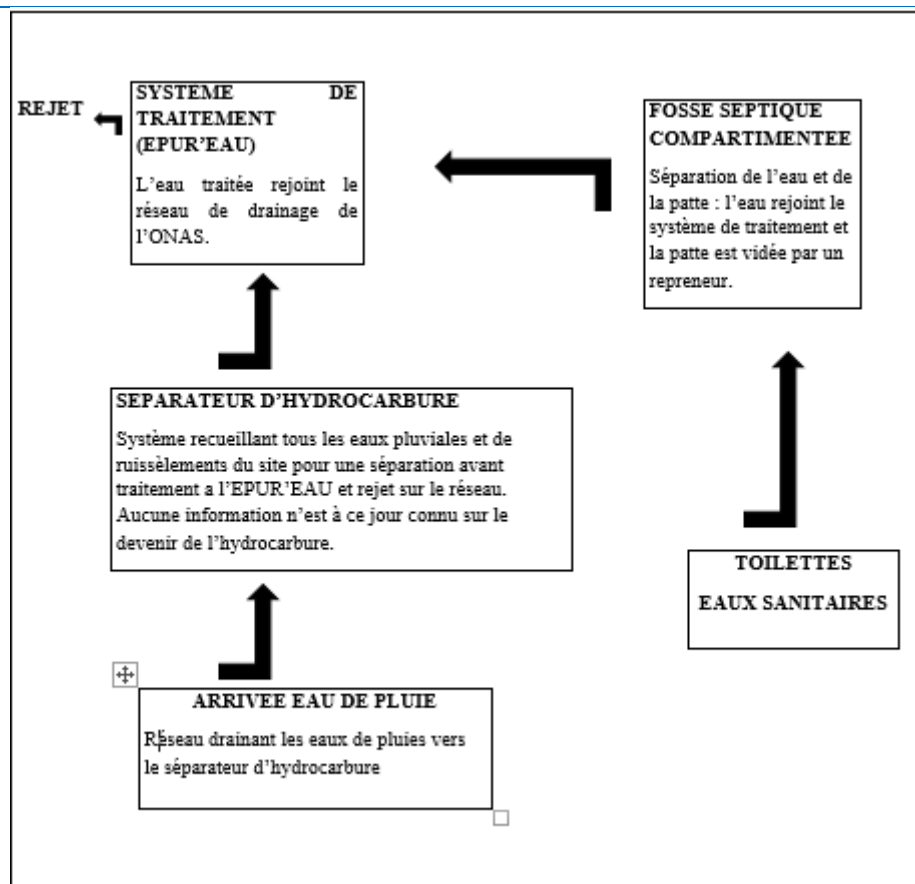 REJET
SYSTEME DE
TRAITEMENT
(EPUR’EAU)
L’eau traitée rejoint le
réseau de drainage de
l’ONAS.
FOSSE SEPTIQUE
COMPARTIMENTEE
Séparation de l’eau et de
la patte : l’eau rejoint le
système de traitement et
la patte est vidée par un
repreneur.
SEPARATEUR D’HYDROCARBURE
Système recueillant tous les eaux pluviales et de
ruissèlements du site pour une séparation avant
traitement a l’EPUR’EAU et rejet sur le réseau.
Aucune information n’est à ce jour connu sur le
devenir de l’hydrocarbure.
TOILETTES
EAUX SANITAIRES
ARRIVEE EAU DE PLUIE
Réseau drainant les eaux de pluies vers
le séparateur d’hydrocarbure